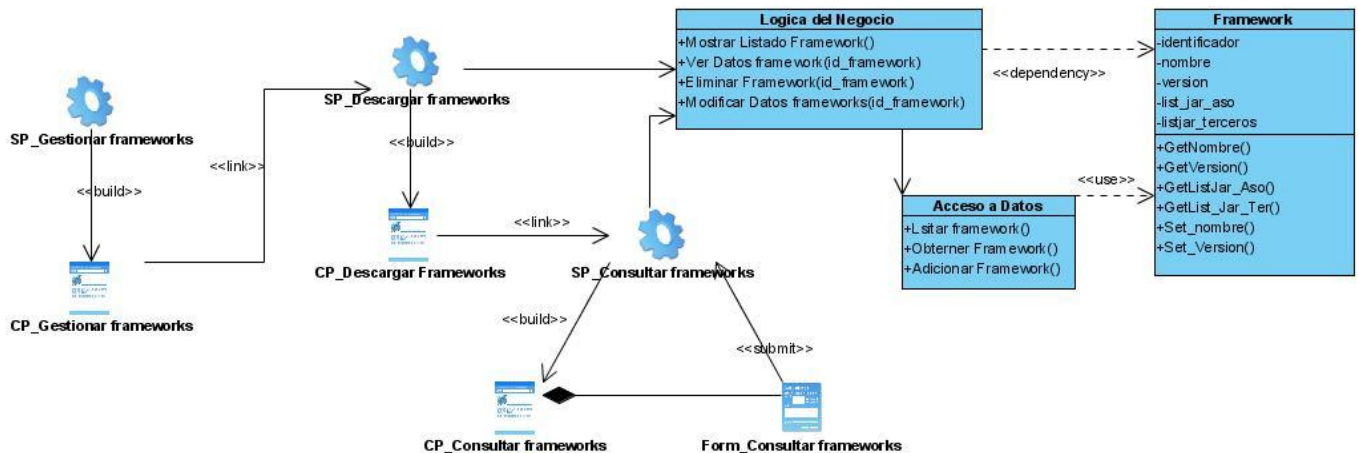 SP_Gestionar frameworks
<<build>>
CP_Gestionar frameworks
<<link>>
SP_Descargar frameworks
<<build>>
CP_Descargar Frameworks
<<link>>
SP_Consultar frameworks
<<build>>
<<submit>>
CP_Consultar frameworks
Form_Consultar frameworks
Logica del Negocio
+Mostrar Listado Framework()
+Ver Datos framework(id_framework)
+Eliminar Framework(id_framework)
+Modificar Datos frameworks(id_framework)
<<dependency>>
Acceso a Datos
+Lsitar framework()
+Obterner Framework()
+Adicionar Framework()
<<use>>
Framework
-identificador
-nombre
-version
-list_jar_aso
-listjar_terceros
+GetNombre()
+GetVersion()
+GetListJar_Aso()
+GetList_Jar_Ter()
+Set_nombre()
+Set_Version()